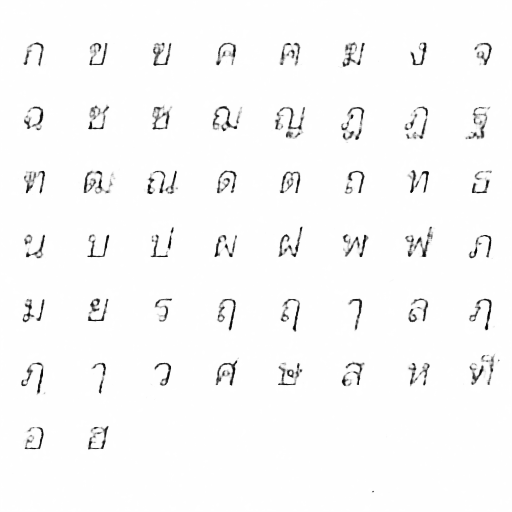 ก ข ฃ ค ฅ ฆ ง จ
ฉ ช ซ ฌ ญ ฎ ฏ ฐ
ฑ ฒ ณ ด ต ถ ท ธ
น บ ป ผ ฝ พ ฟ ภ
ม ย ร ฤ ฤ ๅ ล ฦ
ฦ ๅ ว ศ ษ ส ห
อ ฮ